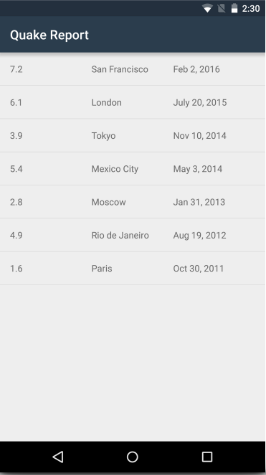 2:30
Quake Report
7.2 San Francisco Feb 2, 2016
6.1 London July 20, 2015
3.9 Tokyo Nov 10, 2014
5.4 Mexico City May 3, 2014
2.8 Moscow Jan 31, 2013
4.9 Rio de Janeiro Aug 19, 2012
1.6 Paris Oct 30, 2011